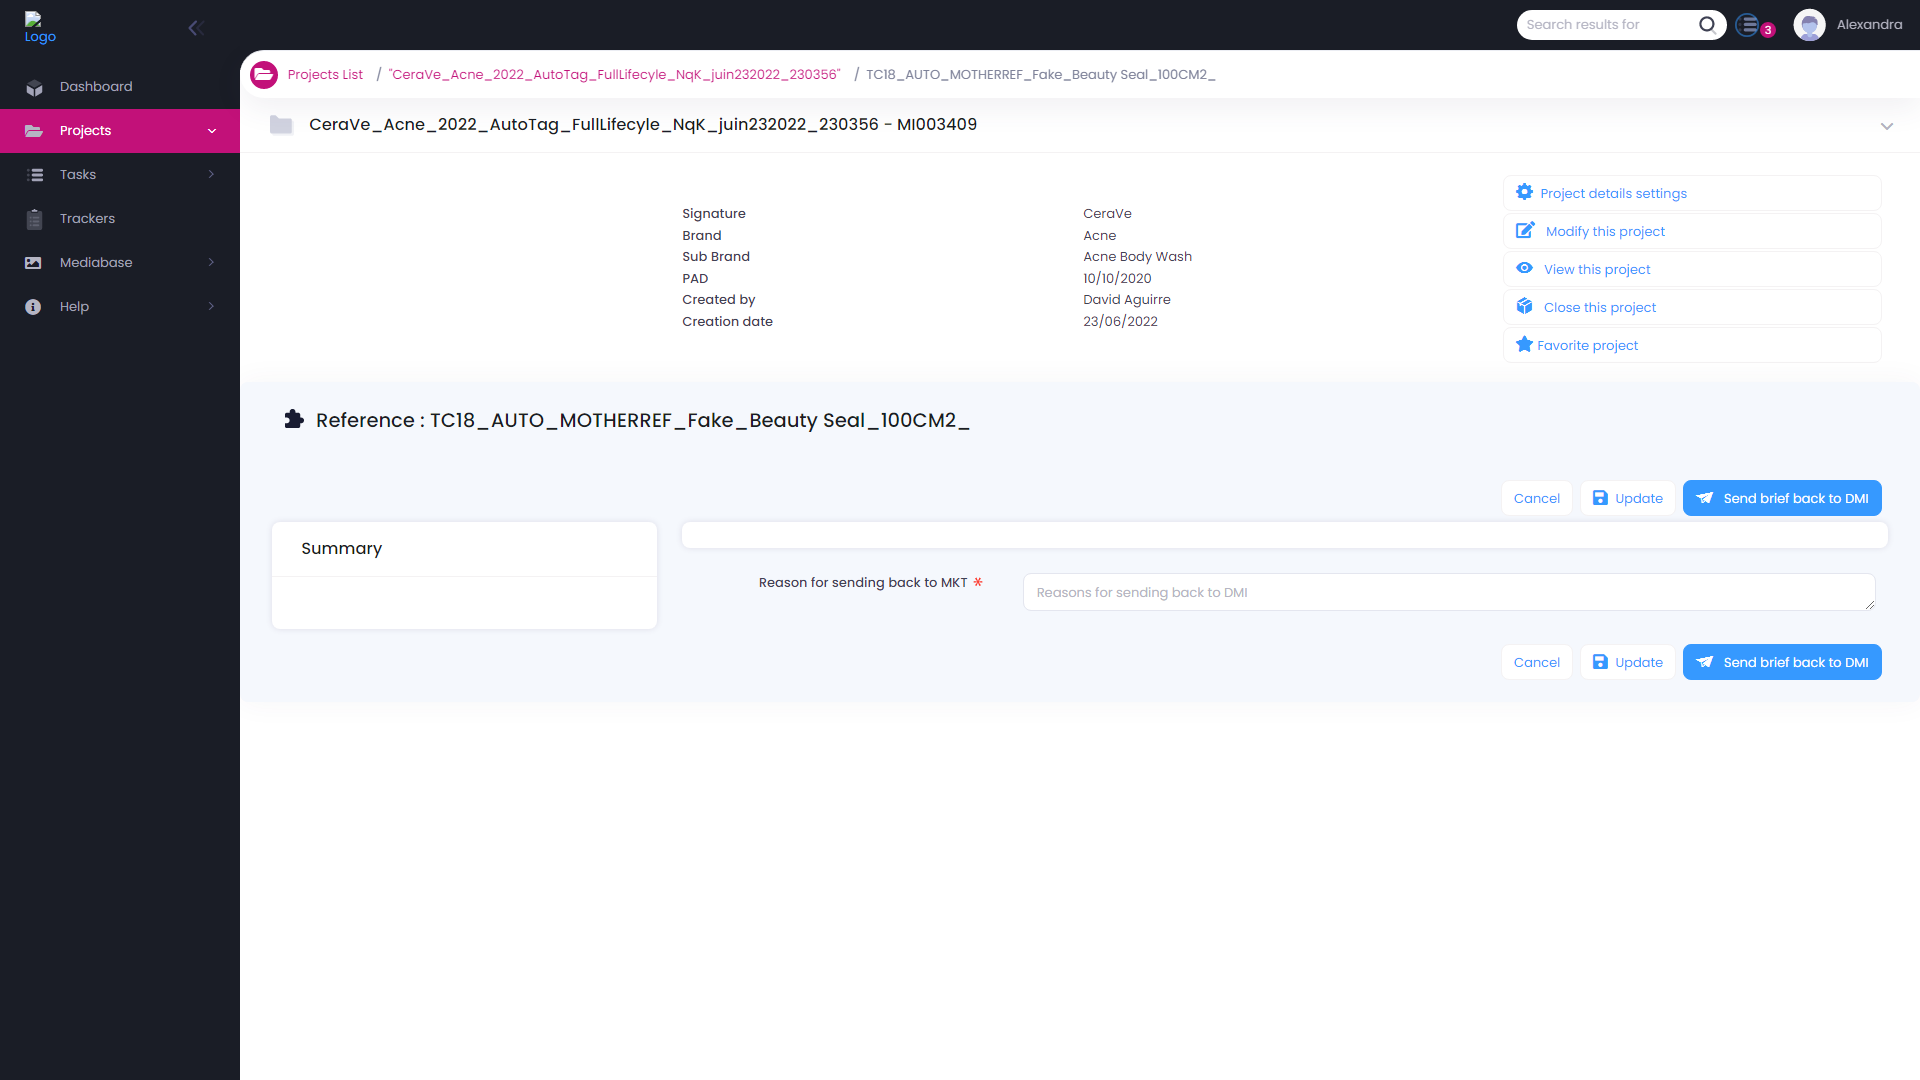 Logo
Search results for
3
Alexandra
Dashboard
Projects
Tasks
Trackers
Mediabase
Help
Projects List / "CeraVe_Acne_2022_AutoTag_FullLifecyle_NqK_juin232022_230356" / TC18_AUTO_MOTHERREF_Fake_Beauty Seal_100CM2_
CeraVe_Acne_2022_AutoTag_FullLifecyle_NqK_juin232022_230356 - MI003409
Signature CeraVe
Brand Acne
Sub Brand Acne Body Wash
PAD 10/10/2020
Created by David Aguirre
Creation date 23/06/2022
Project details settings
Modify this project
View this project
Close this project
Favorite project
Reference : TC18_AUTO_MOTHERREF_Fake_Beauty Seal_100CM2_
Cancel Update Send brief back to DMI
Summary
Reason for sending back to MKT *
Reasons for sending back to DMI
Cancel Update Send brief back to DMI